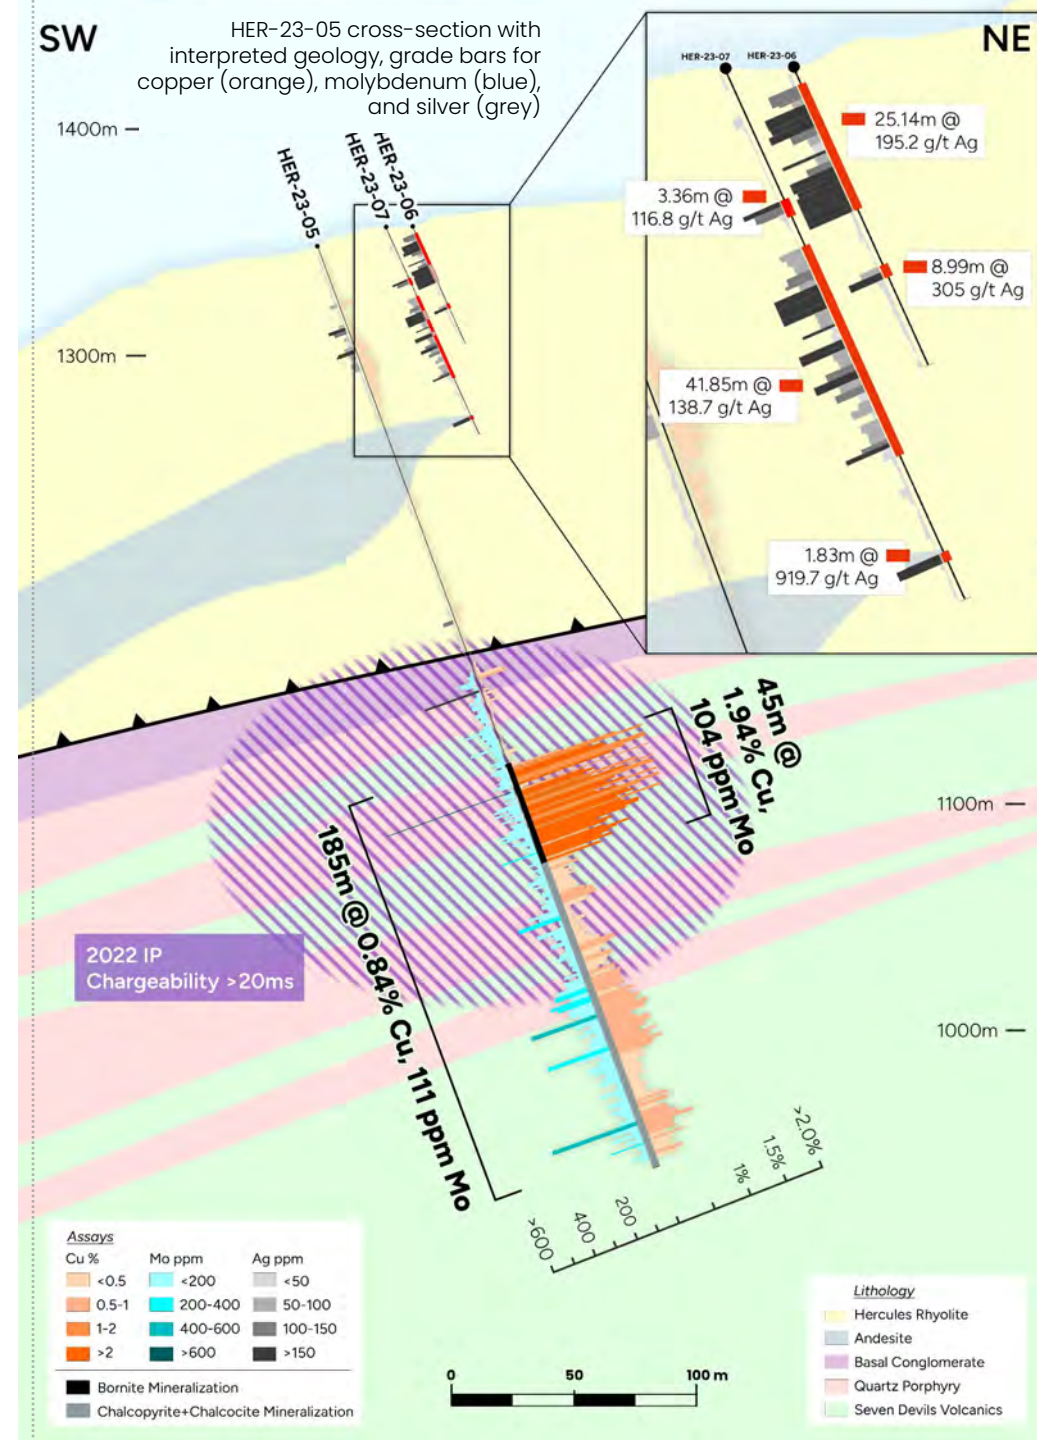 SW
HER-23-05 cross-section with
interpreted geology, grade bars for
copper (orange), molybdenum (blue),
and silver (grey)
NE
1400m
1300m
1100m
1000m
HER-23-05
HER-23-07
HER-23-06
HER-23-07
HER-23-06
25.14m @
195.2 g/t Ag
3.36m @
116.8 g/t Ag
8.99m @
305 g/t Ag
41.85m @
138.7 g/t Ag
1.83m @
919.7 g/t Ag
45m @
1.94% Cu,
104 ppm Mo
185m @ 0.84% Cu, 111 ppm Mo
2022 IP
Chargeability >20ms
>600
400
200
1%
1.5%
>2.0%
Assays
Cu %
Mo ppm
Ag ppm
<0.5
<200
<50
0.5-1
200-400
50-100
1-2
400-600
100-150
>2
>600
>150
Bornite Mineralization
Chalcopyrite+Chalcocite Mineralization
0
50
100 m
Lithology
Hercules Rhyolite
Andesite
Basal Conglomerate
Quartz Porphyry
Seven Devils Volcanics